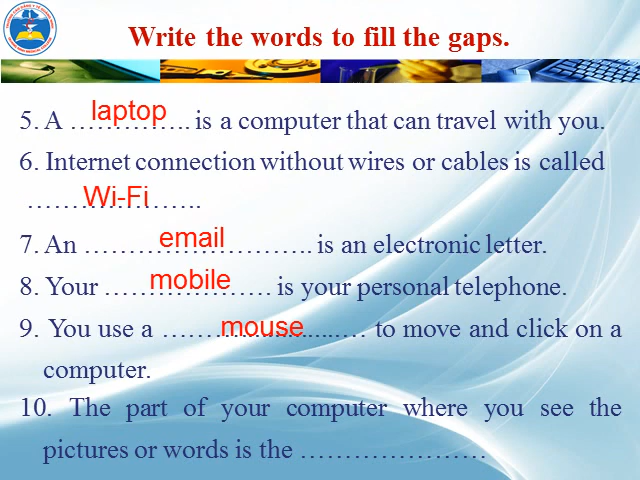 Write the words to fill the gaps.
5. A ………….. is a computer that can travel with you.
laptop
6. Internet connection without wires or cables is called
………………..
Wi-Fi
7. An …………………….. is an electronic letter.
email
8. Your ………………. is your personal telephone.
mobile
9. You use a …………………… to move and click on a
mouse
computer.
10. The part of your computer where you see the
pictures or words is the …………………